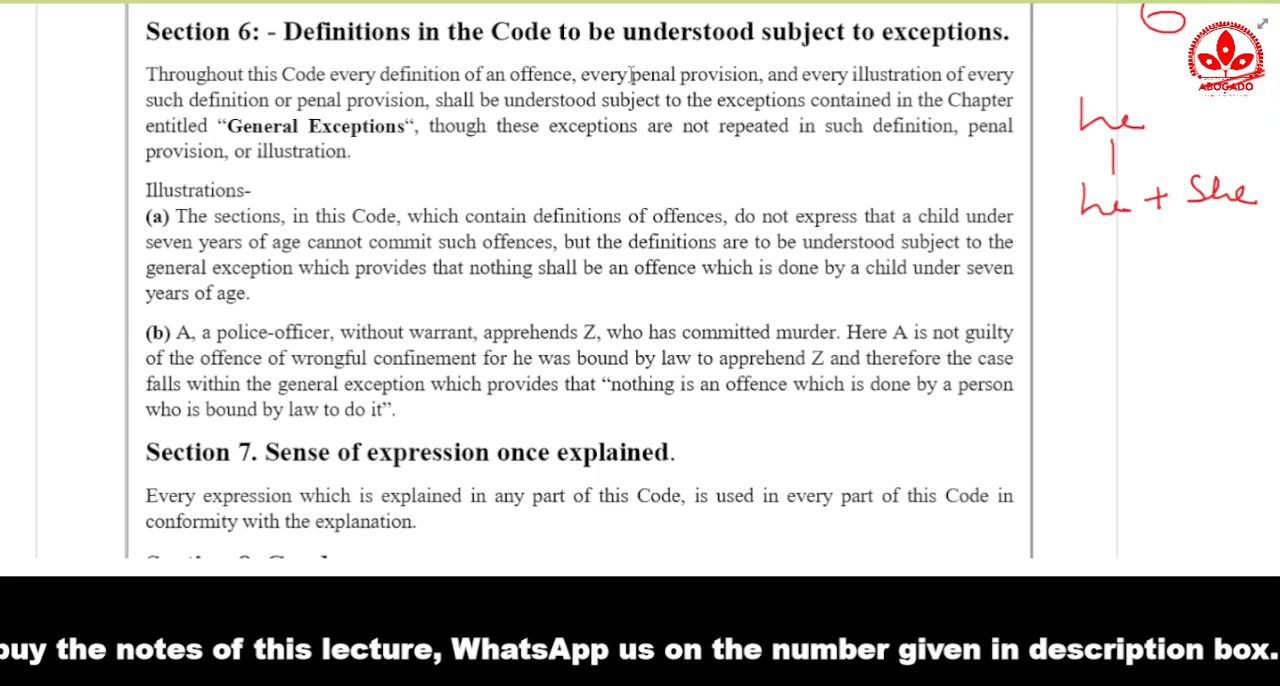 Section 6: - Definitions in the Code to be understood subject to exceptions.
Throughout this Code every definition of an offence, every penal provision, and every illustration of every
such definition or penal provision, shall be understood subject to the exceptions contained in the Chapter
entitled “General Exceptions“, though these exceptions are not repeated in such definition, penal
provision, or illustration.
Illustrations-
(a) The sections, in this Code, which contain definitions of offences, do not express that a child under
seven years of age cannot commit such offences, but the definitions are to be understood subject to the
general exception which provides that nothing shall be an offence which is done by a child under seven
years of age.
(b) A, a police-officer, without warrant, apprehends Z, who has committed murder. Here A is not guilty
of the offence of wrongful confinement for he was bound by law to apprehend Z and therefore the case
falls within the general exception which provides that “nothing is an offence which is done by a person
who is bound by law to do it”.
Section 7. Sense of expression once explained.
Every expression which is explained in any part of this Code, is used in every part of this Code in
conformity with the explanation.
he
he + She
ABOGADO
buy the notes of this lecture, WhatsApp us on the number given in description box.